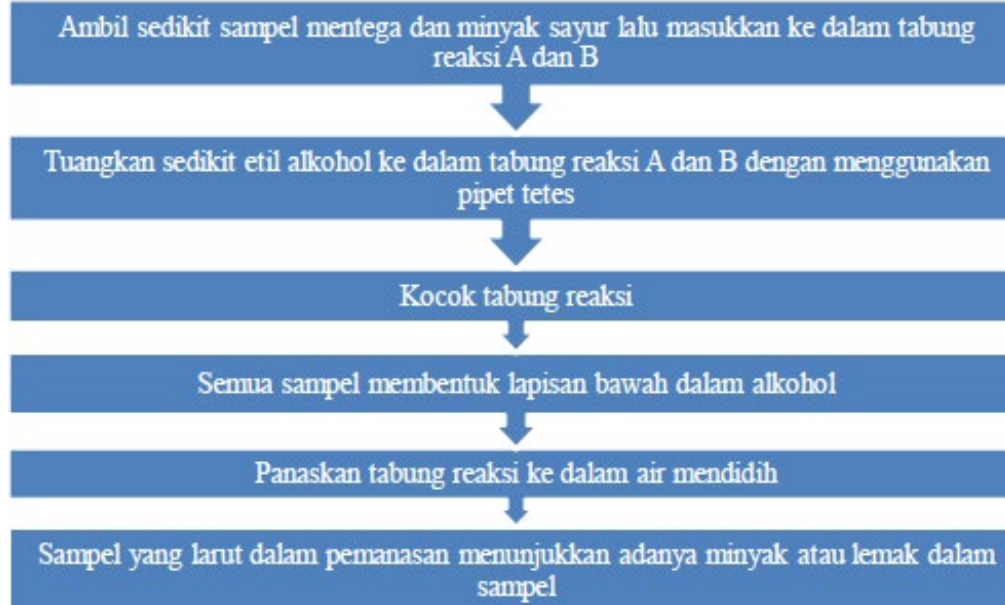 Ambil sedikit sampel mentega dan minyak sayur lalu masukkan ke dalam tabung
reaksi A dan B
Tuangkan sedikit etil alkohol ke dalam tabung reaksi A dan B dengan menggunakan
pipet tetes
Kocok tabung reaksi
Semua sampel membentuk lapisan bawah dalam alkohol
Panaskan tabung reaksi ke dalam air mendidih
Sampel yang larut dalam pemanasan menunjukkan adanya minyak atau lemak dalam
sampel